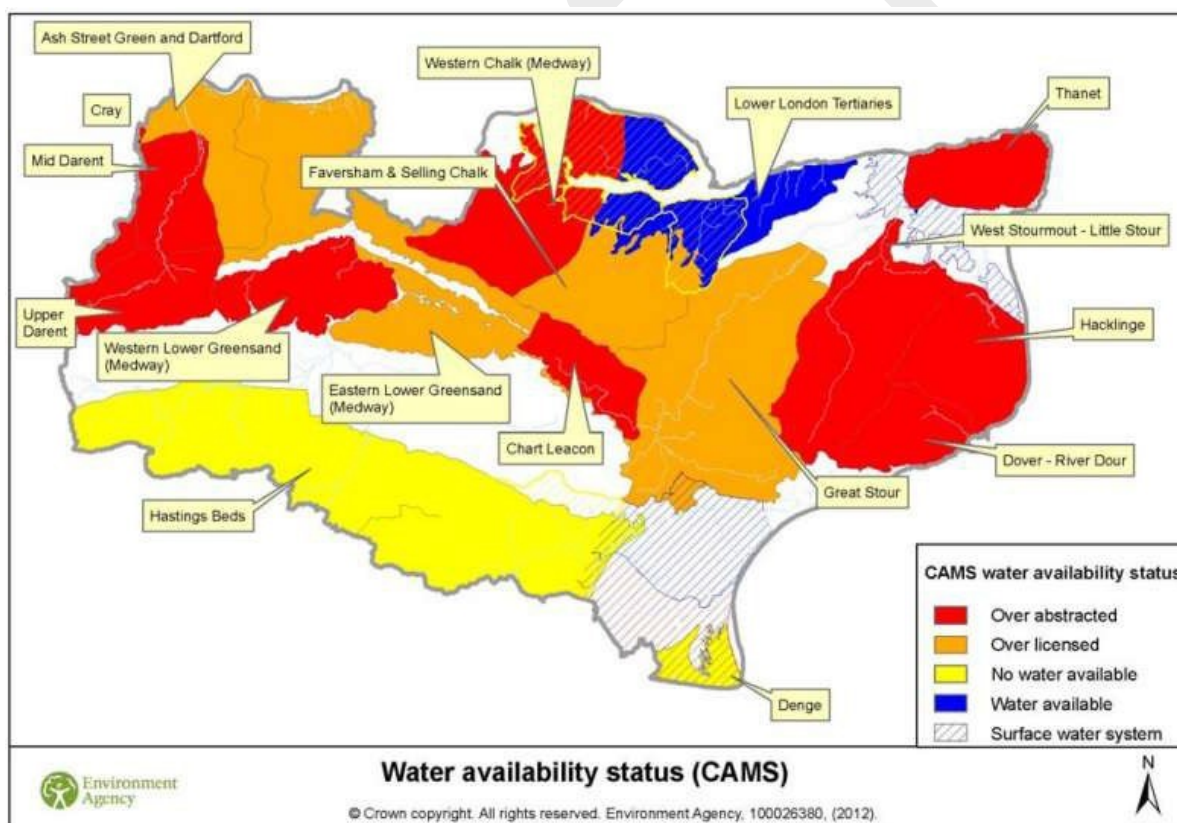 Ash Street Green and Dartford
Western Chalk (Medway)
Lower London Tertiaries
Thanet
Cray
Mid Darent
Faversham & Selling Chalk
West Stourmout - Little Stour
Upper
Darent
Western Lower Greensand
(Medway)
Hacklinge
Eastern Lower Greensand
(Medway)
Chart Leacon
Dover - River Dour
Great Stour
Hastings Beds
Denge
CAMS water availability status
Over abstracted
Over licensed
No water available
Water available
Surface water system
Environment
Agency
Water availability status (CAMS)
© Crown copyright. All rights reserved. Environment Agency, 100026380, (2012).
N